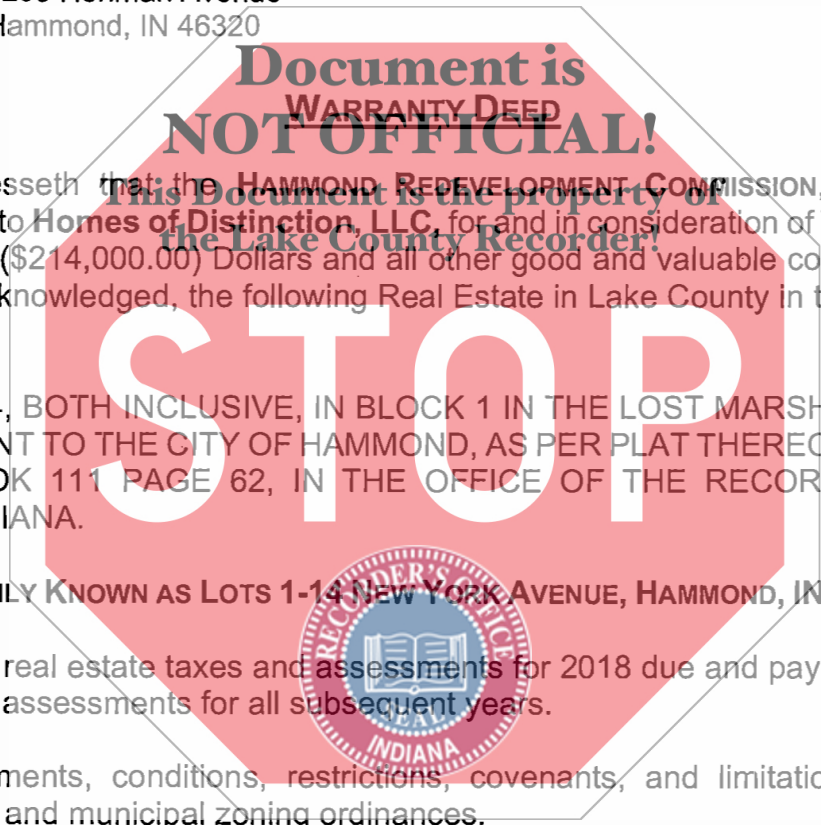 Hohman Avenue
Hammond, IN 46320
Document is
WARRANTY DEED
NOT OFFICIAL!
sseth that the HAMMOND REDEVELOPMENT COMMISSION,
This Document is the property of
to Homes of Distinction, LLC, for and in consideration of
the Lake County Recorder!
($214,000.00) Dollars and all other good and valuable co
knowledged, the following Real Estate in Lake County in t
STOP
, BOTH INCLUSIVE, IN BLOCK 1 IN THE LOST MARSH
NT TO THE CITY OF HAMMOND, AS PER PLAT THEREO
OK 111 PAGE 62, IN THE OFFICE OF THE RECOR
IANA.
LY KNOWN AS LOTS 1-14 NEW YORK AVENUE, HAMMOND, IN
RECORDER'S OFFICE
real estate taxes and assessments for 2018 due and pay
assessments for all subsequent years.
SEAL
INDIANA
ments, conditions, restrictions, covenants, and limitatio
and municipal zoning ordinances.